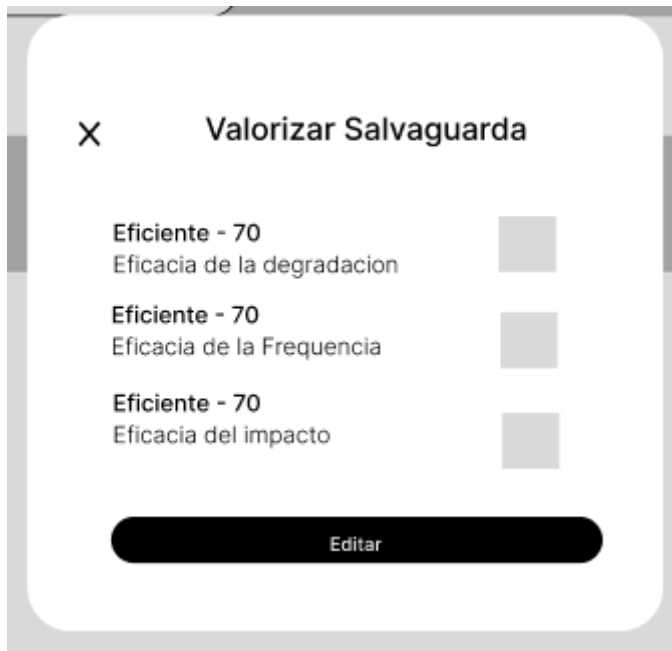 Valorizar Salvaguarda
Eficiente - 70
Eficacia de la degradacion
Eficiente - 70
Eficacia de la Frequencia
Eficiente - 70
Eficacia del impacto
Editar